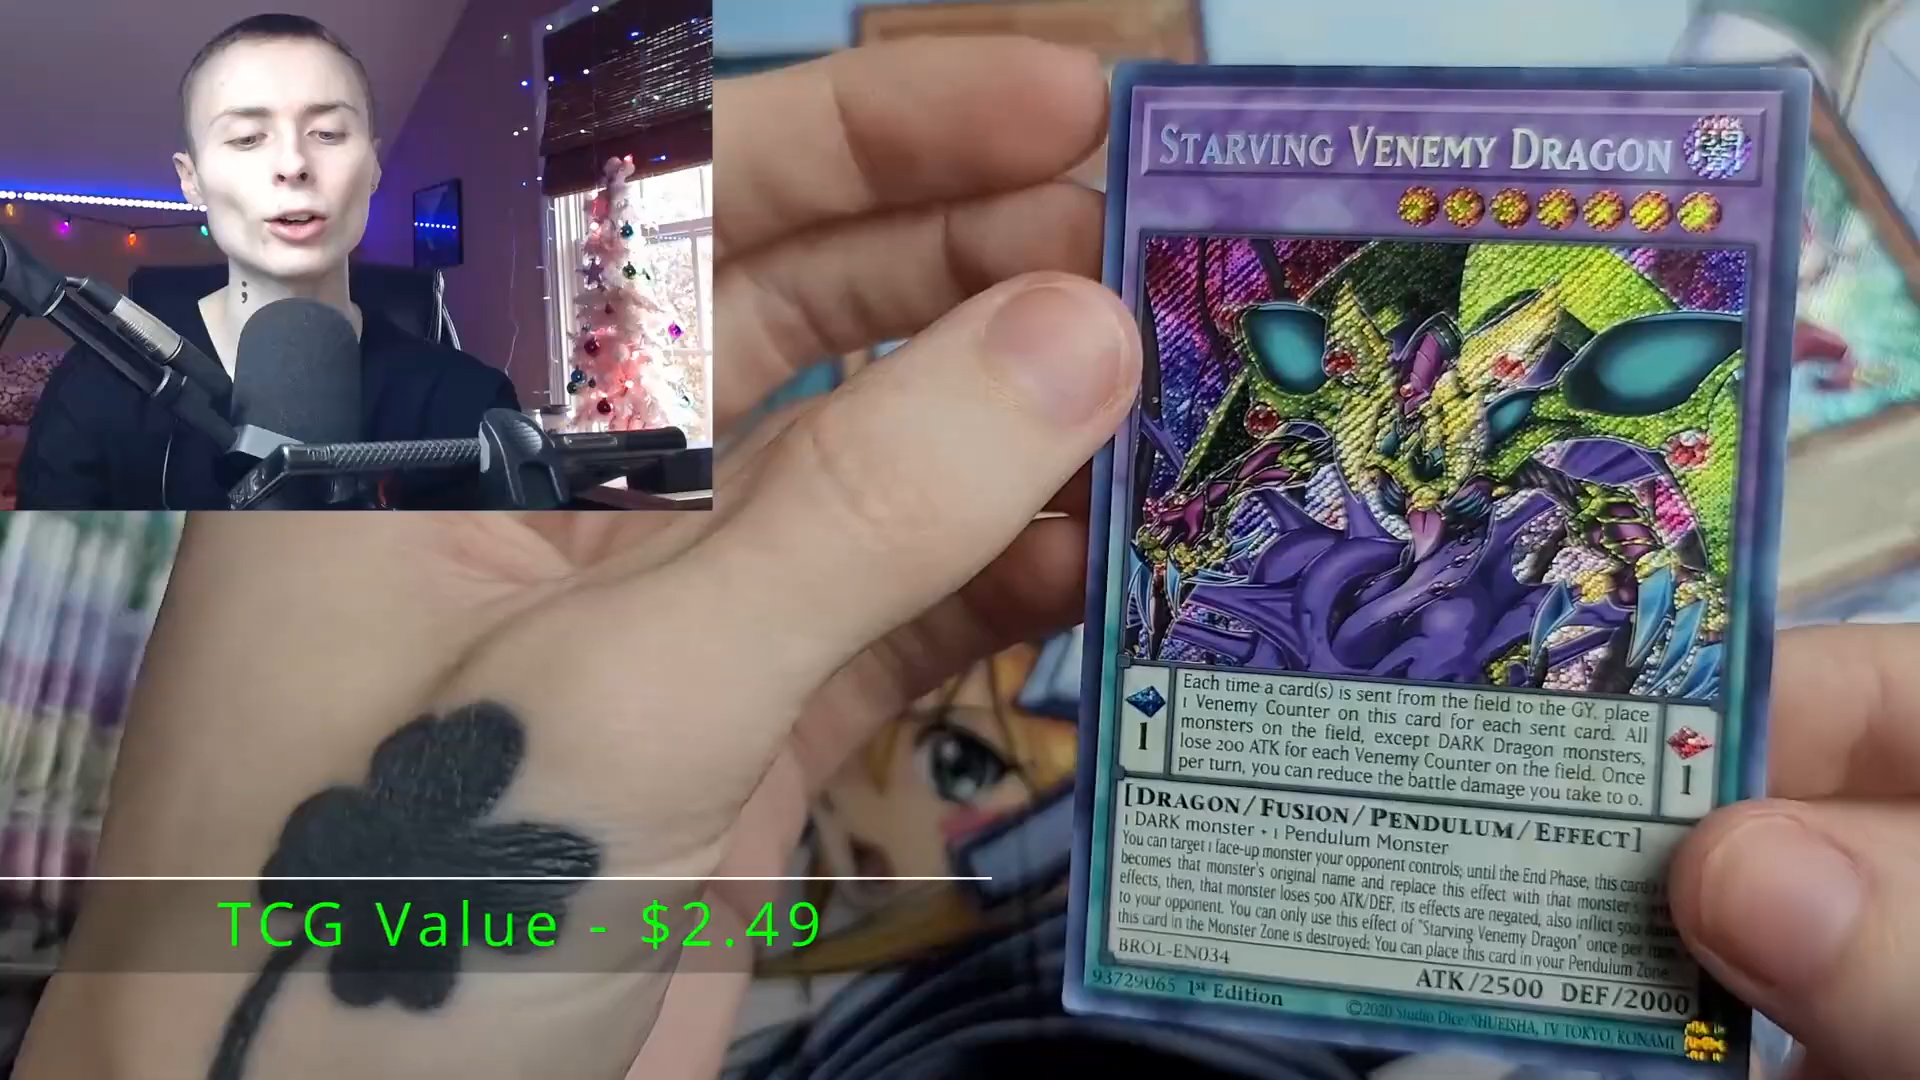 STARVING VENEMY DRAGON
闇
Each time a card(s) is sent from the field to the GY, place
1 Venemy Counter on this card for each sent card. All
monsters on the field, except DARK Dragon monsters,
lose 200 ATK for each Venemy Counter on the field. Once
per turn, you can reduce the battle damage you take to 0.
1
1
[DRAGON/FUSION/PENDULUM/EFFECT]
1 DARK monster + 1 Pendulum Monster
You can target 1 face-up monster your opponent controls; until the End Phase, this card's
becomes that monster's original name and replace this effect with that monster's
effects, then, that monster loses 500 ATK/DEF, its effects are negated, also inflict 500
to your opponent. You can only use this effect of "Starving Venemy Dragon" once per
this card in the Monster Zone is destroyed: You can place this card in your Pendulum Zone.
BROL-EN034
ATK/2500 DEF/2000
93729065 1st Edition
©2020 Studio Dice/SHUEISHA, TV TOKYO, KONAMI
TCG Value - $2.49
;